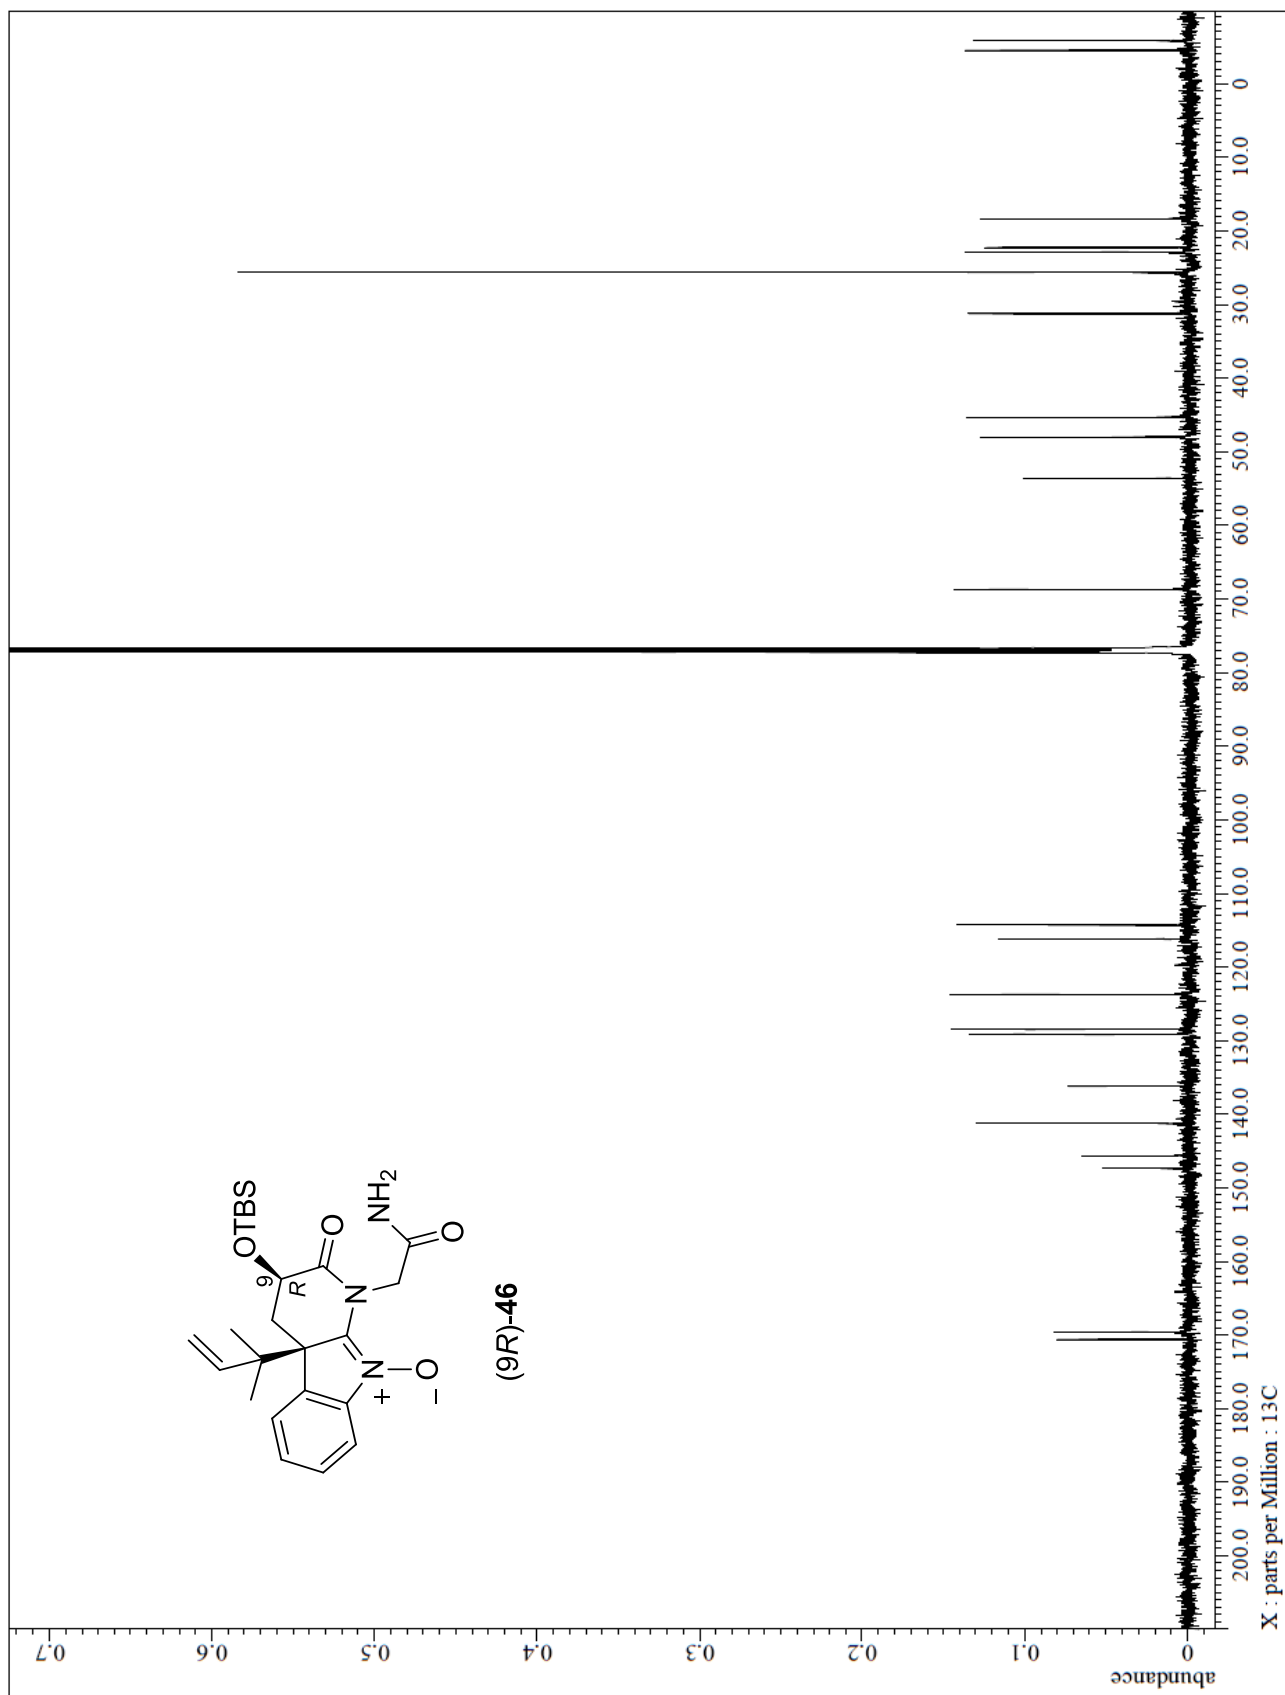 abundance
0 0.1 0.2 0.3 0.4 0.5 0.6 0.7
OTBS
9
R
O
N
NH2
O
N
+
O
−
(9R)-46
200.0 190.0 180.0 170.0 160.0 150.0 140.0 130.0 120.0 110.0 100.0 90.0 80.0 70.0 60.0 50.0 40.0 30.0 20.0 10.0 0
X : parts per Million : 13C